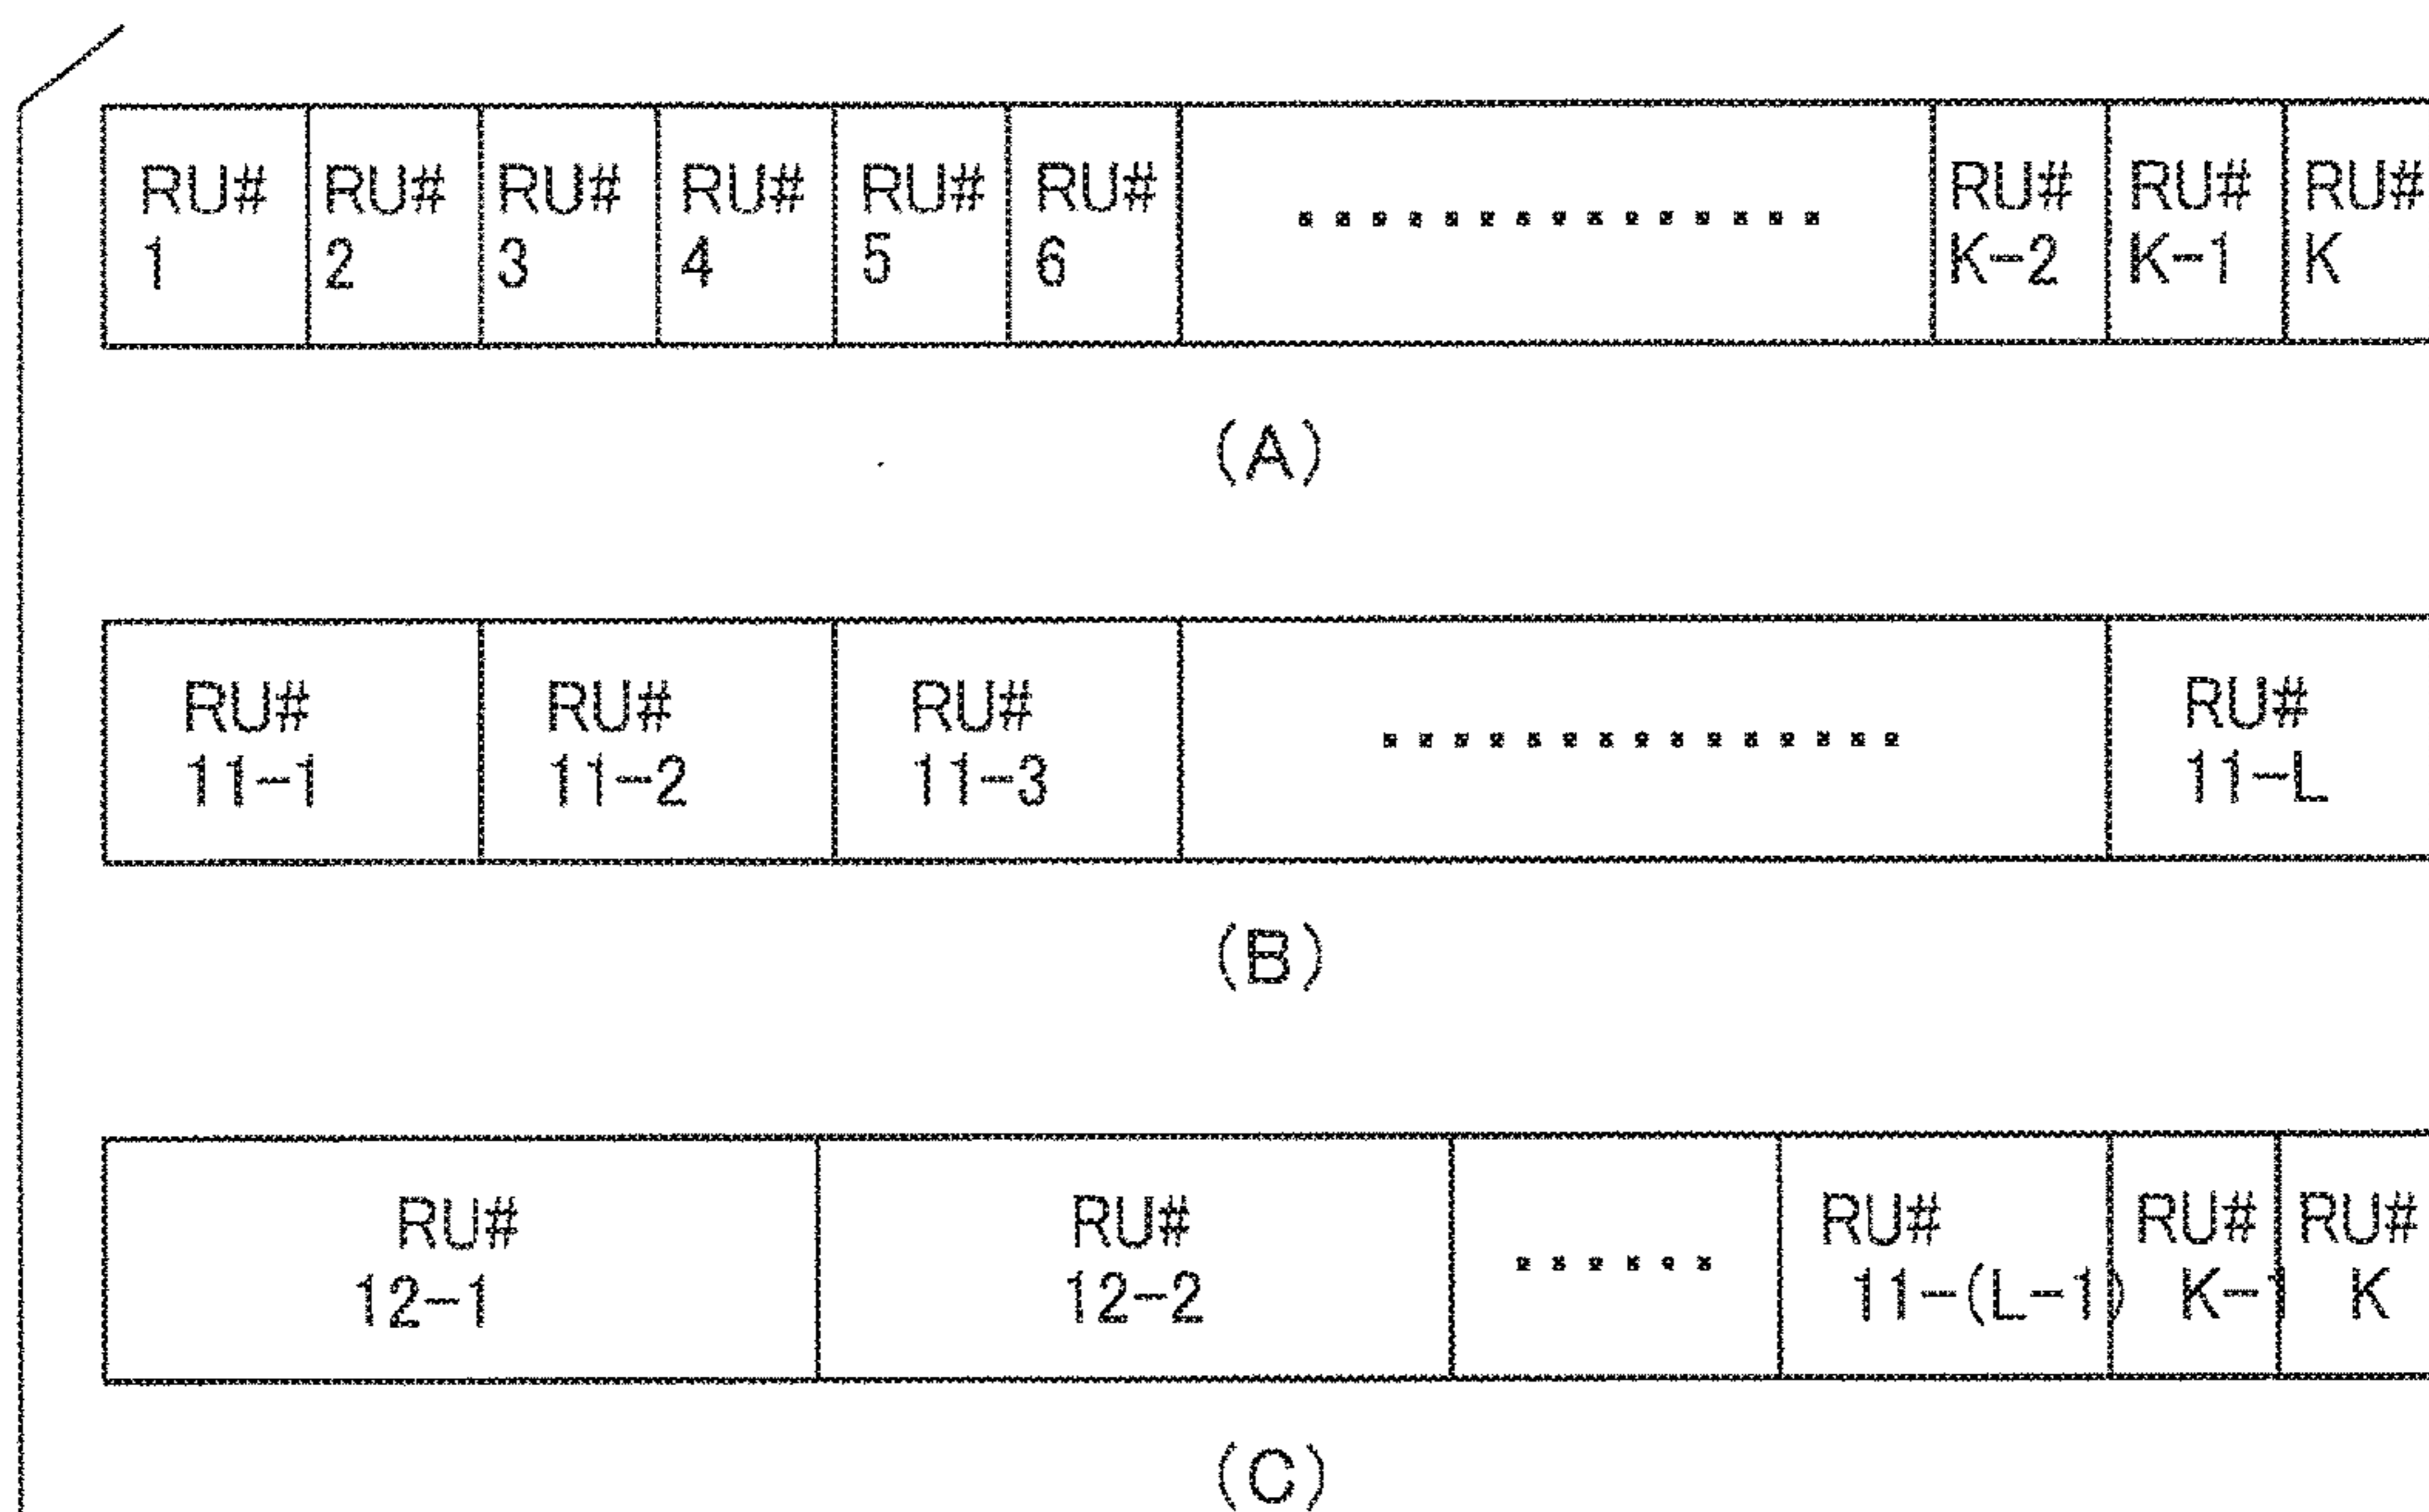 RU# 1
RU# 2
RU# 3
RU# 4
RU# 5
RU# 6
RU# K-2
RU# K-1
RU# K
(A)
RU# 11-1
RU# 11-2
RU# 11-3
RU# 11-L
(B)
RU# 12-1
RU# 12-2
RU# 11-(L-1)
RU# K-1
RU# K
(C)